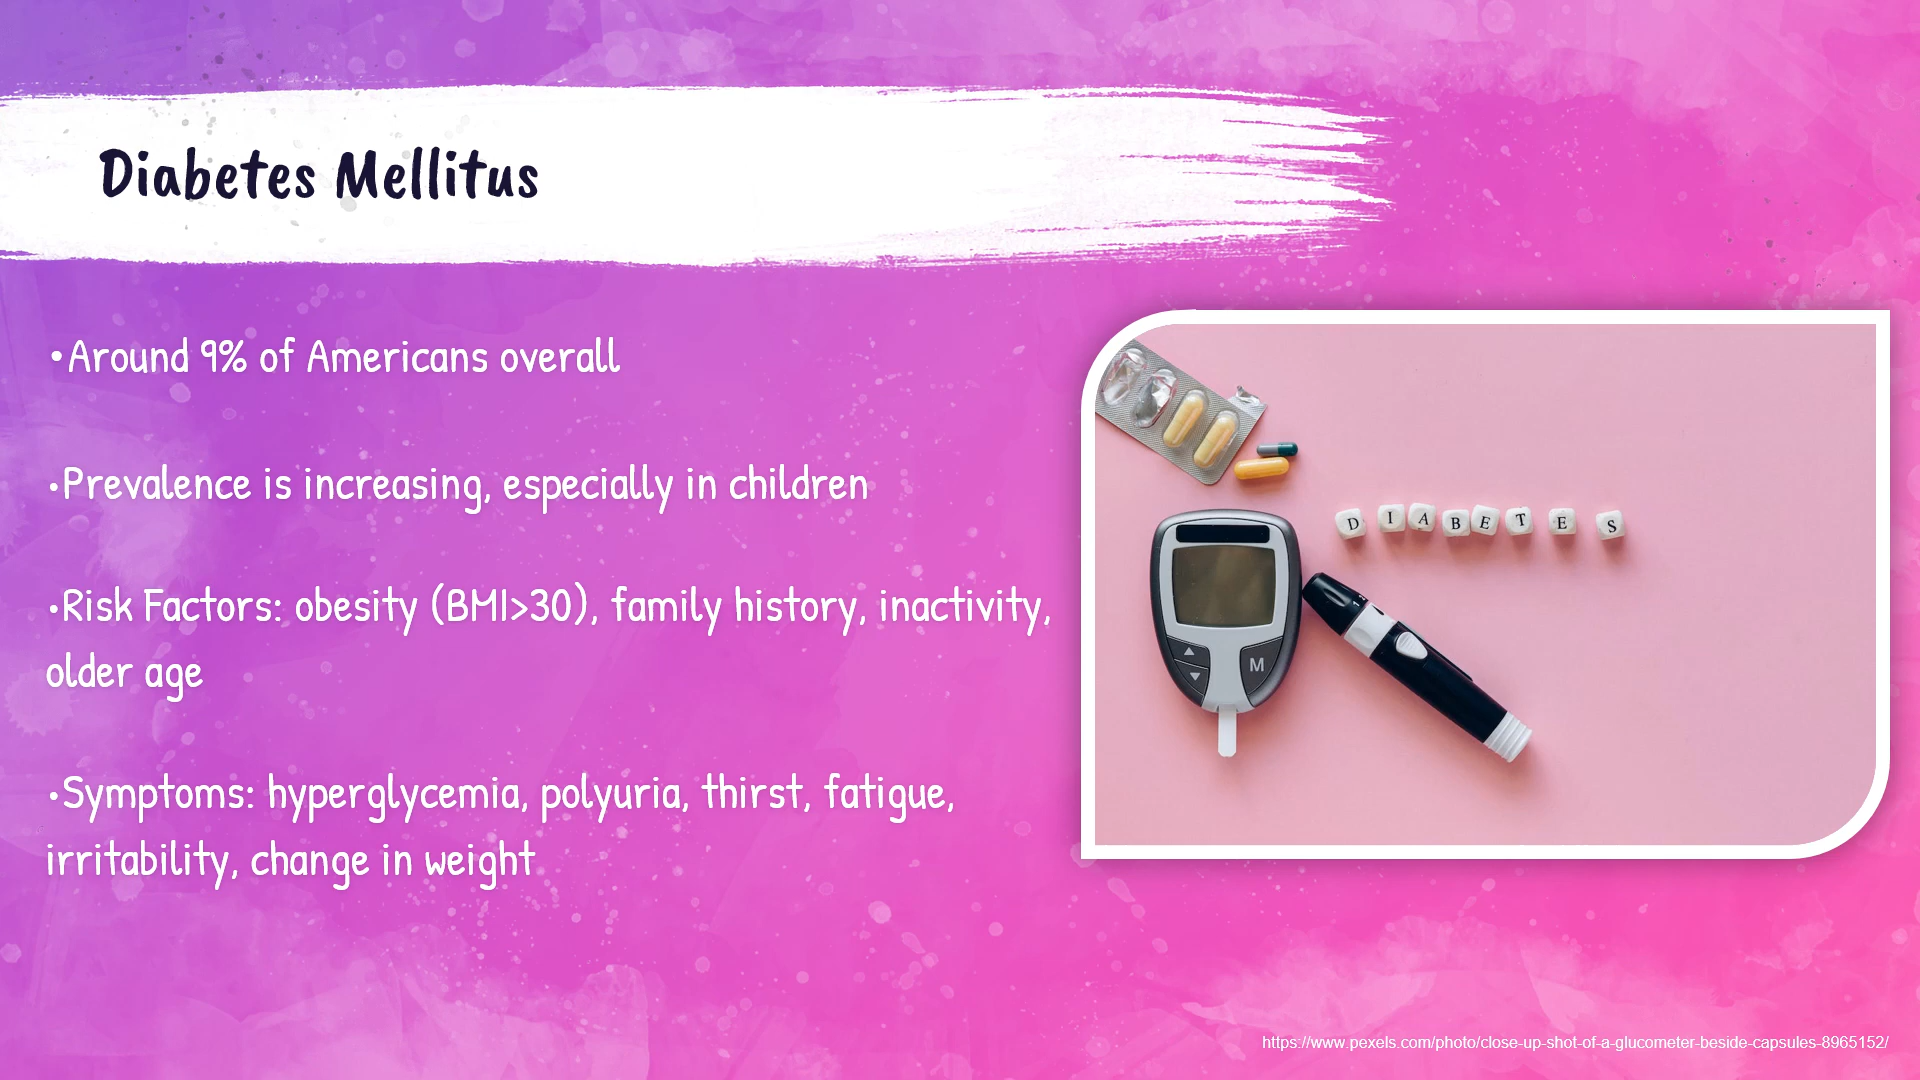 Diabetes Mellitus
•Around 9% of Americans overall
•Prevalence is increasing, especially in children
•Risk Factors: obesity (BMI>30), family history, inactivity,
older age
•Symptoms: hyperglycemia, polyuria, thirst, fatigue,
irritability, change in weight
DIABETES
M
https://www.pexels.com/photo/close-up-shot-of-a-glucometer-beside-capsules-8965152/